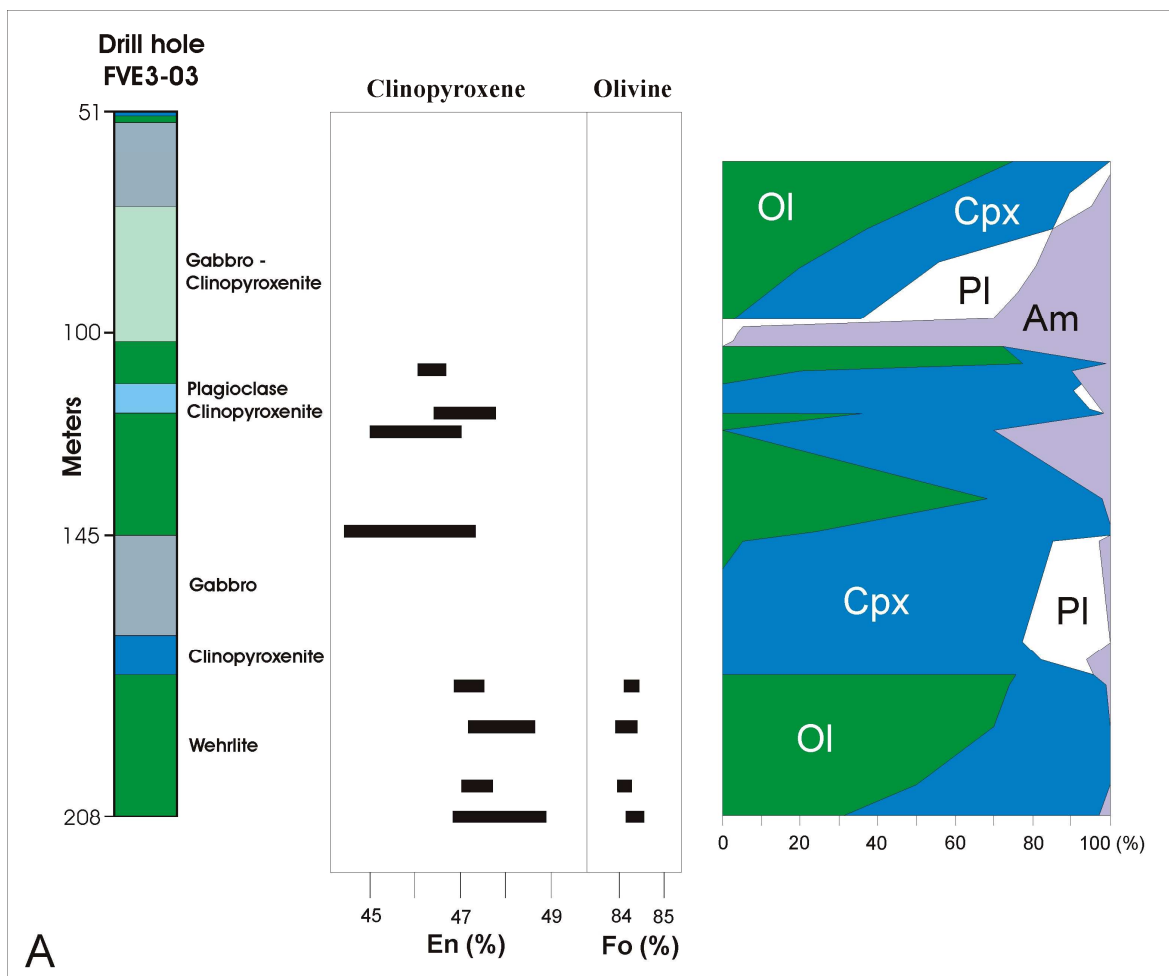 Drill hole
FVE3-03
Clinopyroxene
Olivine
51
Ol
Cpx
Gabbro -
Clinopyroxenite
Pl
Am
100
Plagioclase
Clinopyroxenite
Meters
145
Gabbro
Cpx
Pl
Clinopyroxenite
Wehrlite
Ol
208
0 20 40 60 80 100 (%)
45 47 49 84 85
En (%) Fo (%)
A